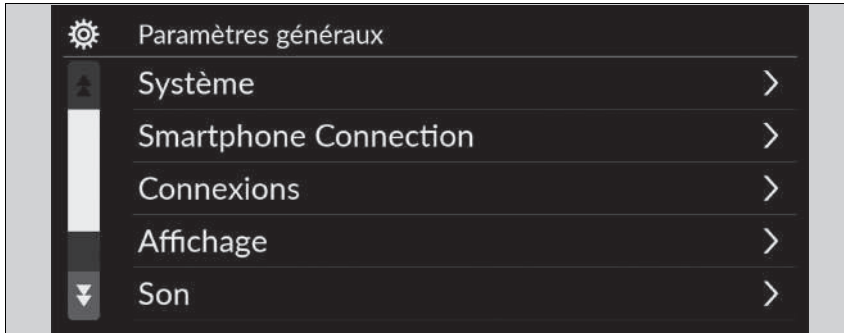 Paramètres généraux
Système
Smartphone Connection
Connexions
Affichage
Son